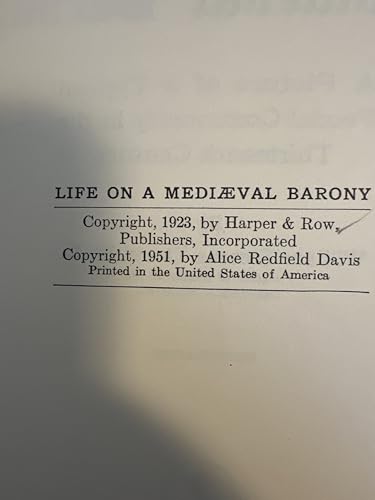 LIFE ON A MEDIÆVAL BARONY
Copyright, 1923, by Harper & Row,
Publishers, Incorporated
Copyright, 1951, by Alice Redfield Davis
Printed in the United States of America